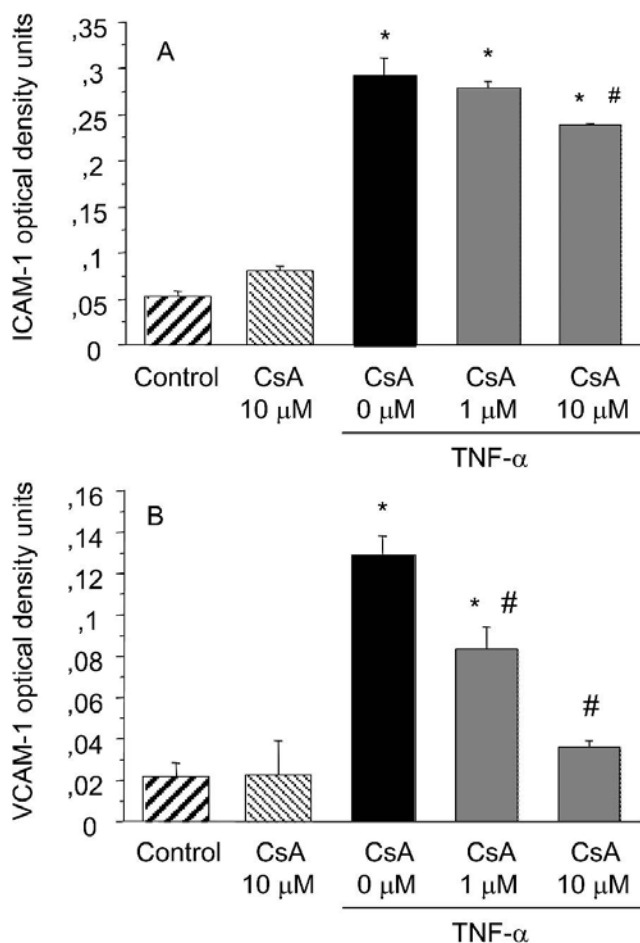 A
ICAM-1 optical density units
,35
,3
,25
,2
,15
,1
,05
0
* * * #
Control CsA CsA CsA CsA
10 μM 0 μM 1 μM 10 μM
TNF-α
B
VCAM-1 optical density units
,16
,14
,12
,1
,08
,06
,04
,02
0
* * # #
Control CsA CsA CsA CsA
10 μM 0 μM 1 μM 10 μM
TNF-α